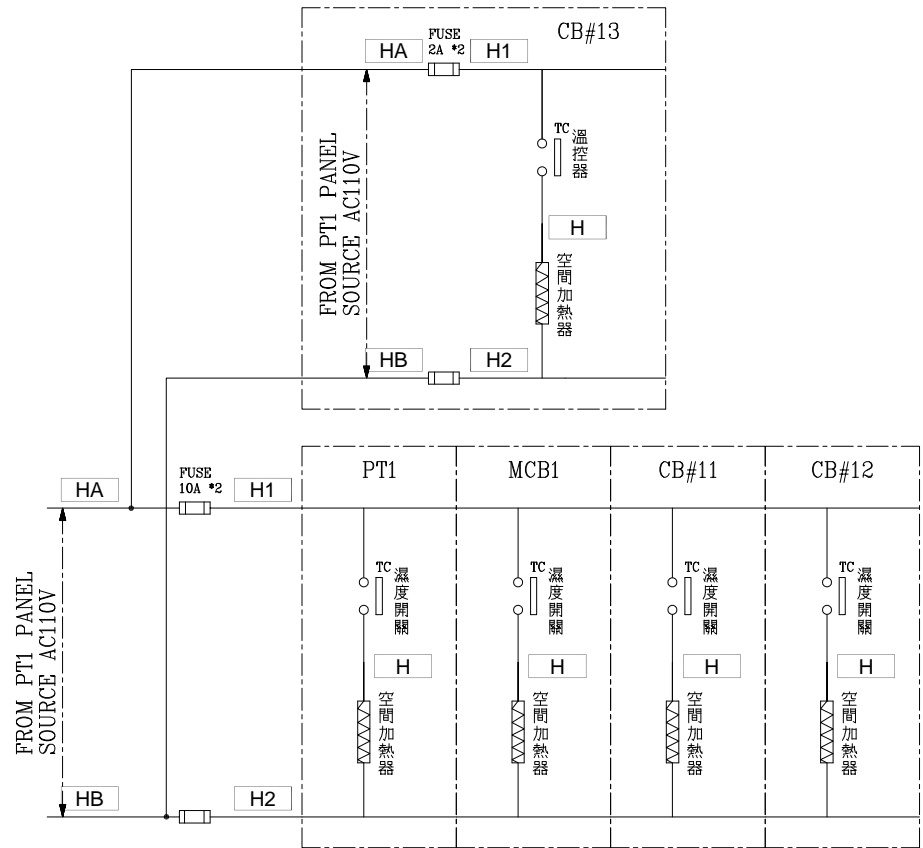 CB#13
FUSE
2A *2
HA
H1
FROM PT1 PANEL
SOURCE AC110V
TC
溫控器
H
空間加熱器
HB
H2
FUSE
10A *2
HA
H1
FROM PT1 PANEL
SOURCE AC110V
HB
H2
PT1
TC
濕度開關
H
空間加熱器
MCB1
TC
濕度開關
H
空間加熱器
CB#11
TC
濕度開關
H
空間加熱器
CB#12
TC
濕度開關
H
空間加熱器